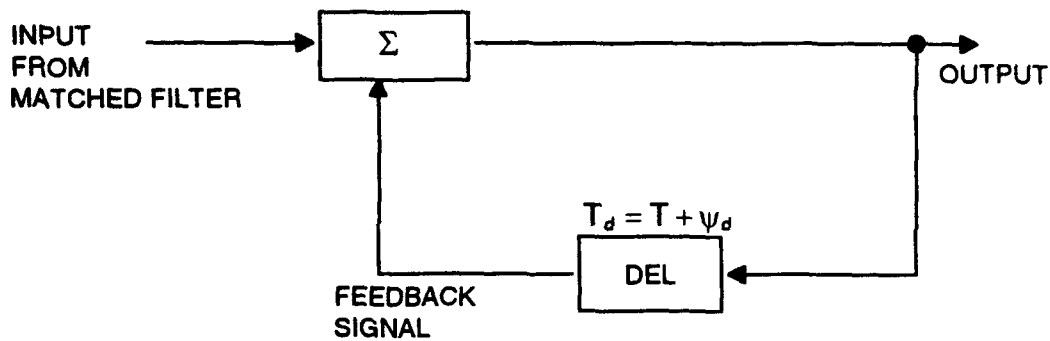 INPUT
FROM
MATCHED FILTER
Σ
OUTPUT
T_d = T + ψ_d
DEL
FEEDBACK
SIGNAL